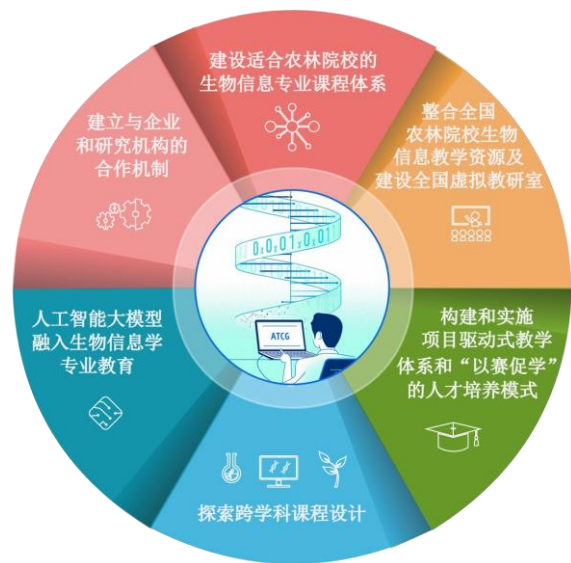 建设适合农林院校的
生物信息专业课程体系
整合全国
农林院校生物
信息教学资源及
建设全国虚拟教研室
构建和实施
项目驱动式教学
体系和“以赛促学”
的人才培养模式
探索跨学科课程设计
人工智能大模型
融入生物信息学
专业教育
建立与企业
和研究机构的
合作机制
0101 0101
ATCG